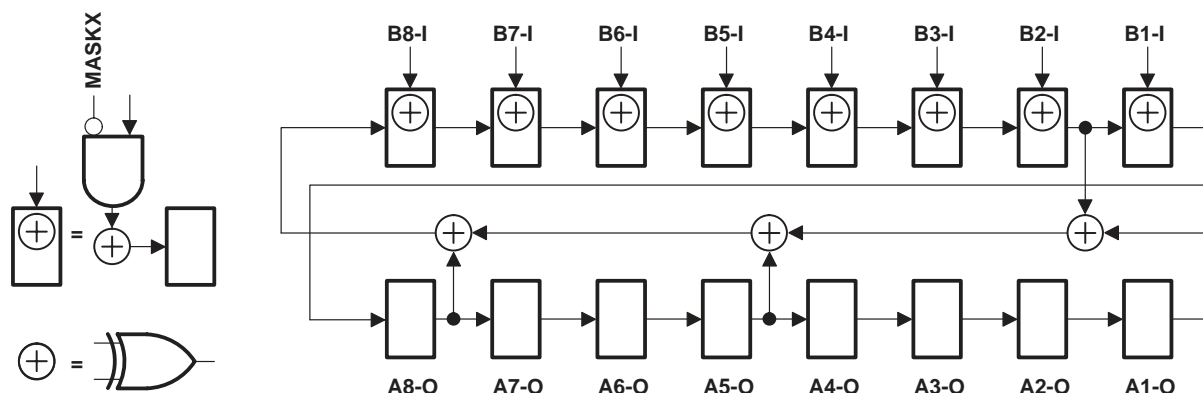 MASKX
B8-I B7-I B6-I B5-I B4-I B3-I B2-I B1-I
=
=
A8-O A7-O A6-O A5-O A4-O A3-O A2-O A1-O